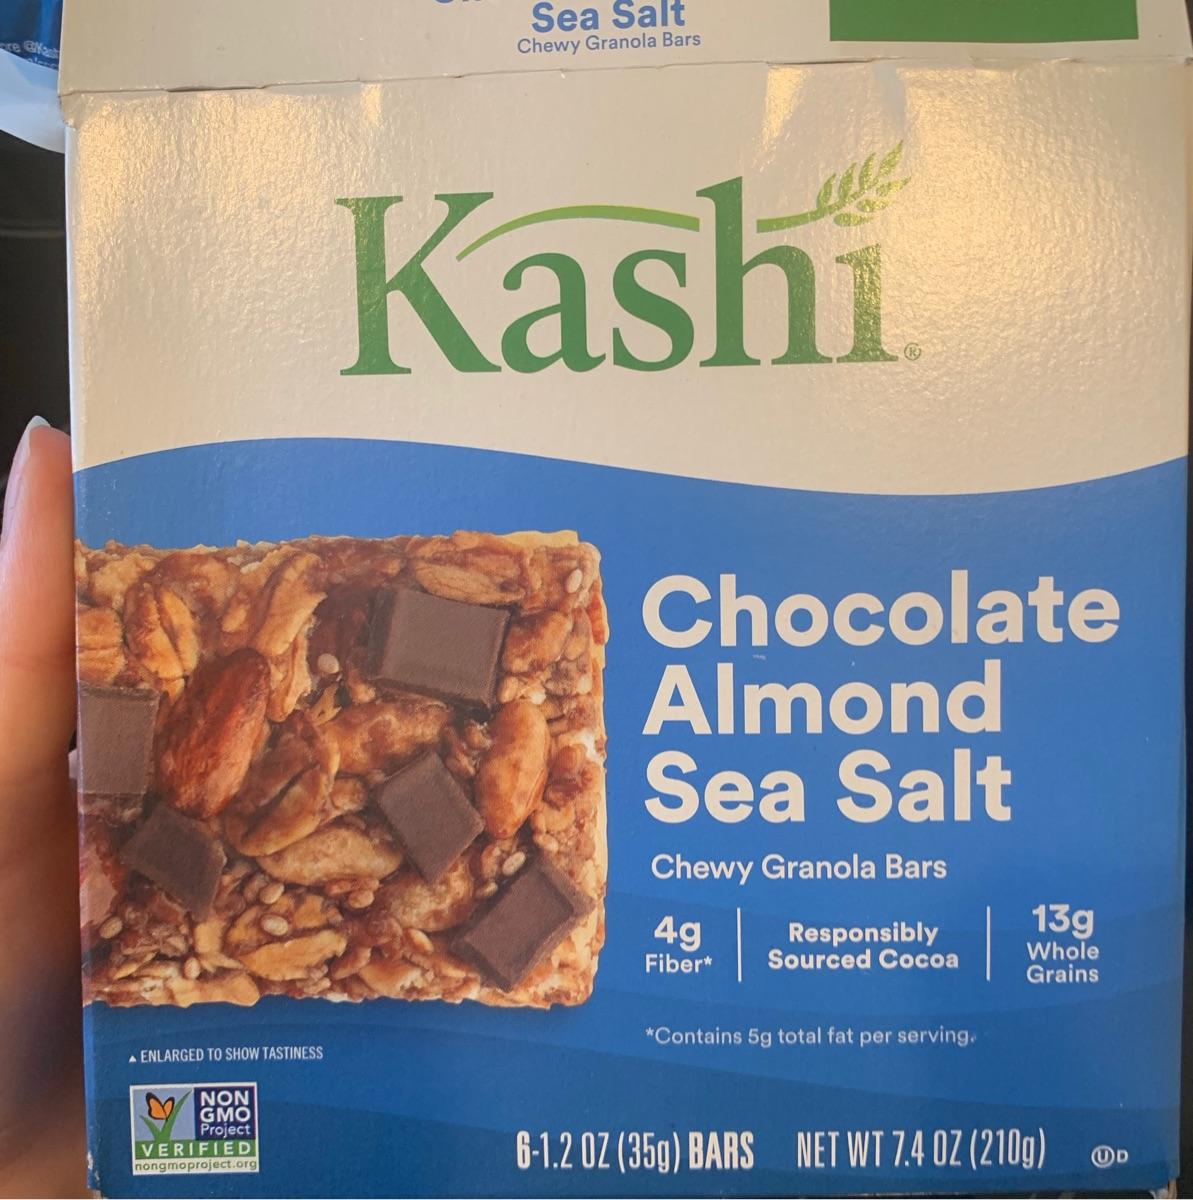 Sea Salt
Chewy Granola Bars
Kashi®
Chocolate
Almond
Sea Salt
Chewy Granola Bars
4g
Fiber*
Responsibly
Sourced Cocoa
13g
Whole
Grains
*Contains 5g total fat per serving.
▲ ENLARGED TO SHOW TASTINESS
NON
GMO
Project
VERIFIED
nongmoproject.org
6-1.2 OZ (35g) BARS NET WT 7.4 OZ (210g)
U D